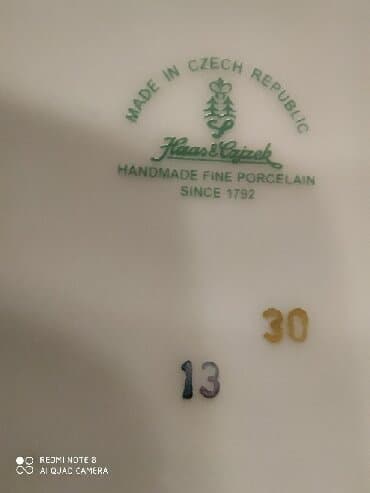 MADE IN CZECH REPUBLIC
Haas & Czjzek
HANDMADE FINE PORCELAIN
SINCE 1792
30
13
REDMI NOTE 8
AI QUAD CAMERA